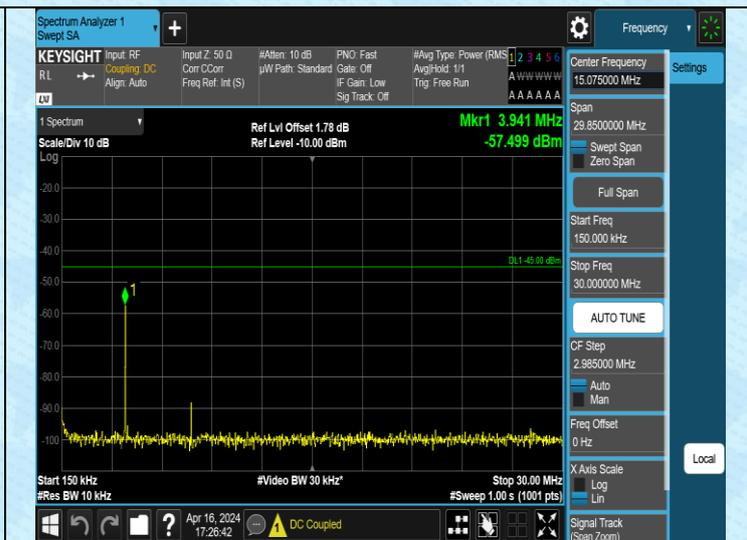 Spectrum Analyzer 1
Swept SA
Frequency
KEYSIGHT
RL
LXI
Input: RF
Coupling: DC
Align: Auto
Input Z: 50 Ω
Corr CCorr
Freq Ref: Int (S)
#Atten: 10 dB
µW Path: Standard
PNO: Fast
Gate: Off
IF Gain: Low
Sig Track: Off
#Avg Type: Power (RMS
Avg|Hold: 1/1
Trig: Free Run
1 2 3 4 5 6
A W W W W W
A A A A A A
1 Spectrum
Scale/Div 10 dB
Log
Ref Lvl Offset 1.78 dB
Ref Level -10.00 dBm
Mkr1 3.941 MHz
-57.499 dBm
-20.0
-30.0
-40.0
DL1 -45.00 dBm
-50.0
1
-60.0
-70.0
-80.0
-90.0
-100
Start 150 kHz
#Res BW 10 kHz
#Video BW 30 kHz*
Stop 30.00 MHz
#Sweep 1.00 s (1001 pts)
Center Frequency
15.075000 MHz
Settings
Span
29.8500000 MHz
Swept Span
Zero Span
Full Span
Start Freq
150.000 kHz
Stop Freq
30.000000 MHz
AUTO TUNE
CF Step
2.985000 MHz
Auto
Man
Freq Offset
0 Hz
X Axis Scale
Log
Lin
Local
Signal Track
(Span Zoom)
?
Apr 16, 2024
17:26:42
DC Coupled